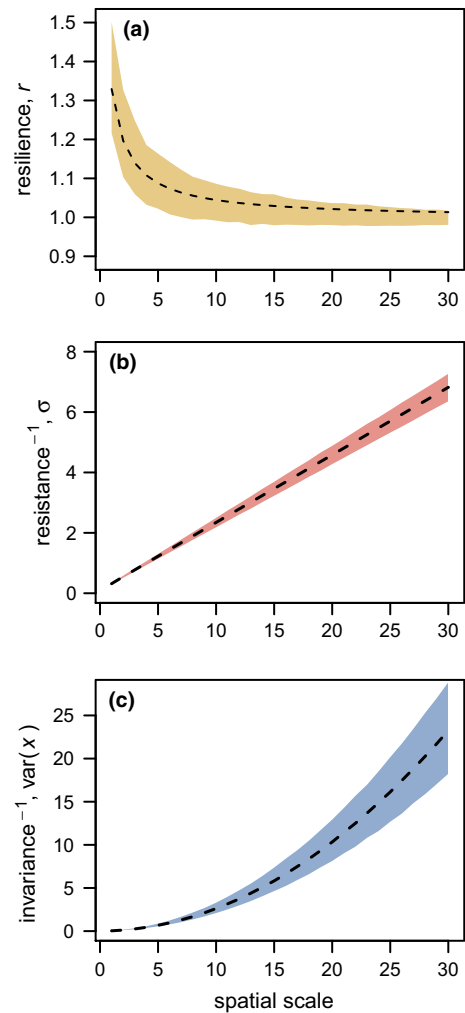 (a)
resilience, r
1.5
1.4
1.3
1.2
1.1
1.0
0.9
0 5 10 15 20 25 30
(b)
resistance⁻¹, σ
8
6
4
2
0
0 5 10 15 20 25 30
(c)
invariance⁻¹, var(x)
25
20
15
10
5
0
0 5 10 15 20 25 30
spatial scale